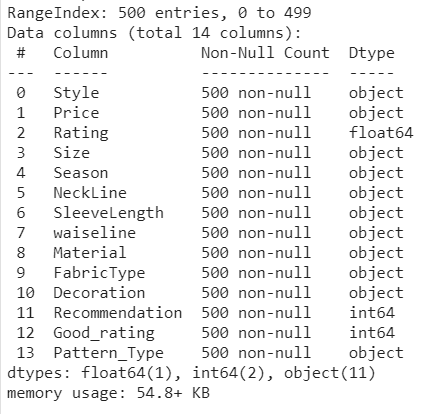 RangeIndex: 500 entries, 0 to 499
Data columns (total 14 columns):
 #   Column          Non-Null Count  Dtype
---  ------          --------------  -----
 0   Style           500 non-null    object
 1   Price           500 non-null    object
 2   Rating          500 non-null    float64
 3   Size            500 non-null    object
 4   Season          500 non-null    object
 5   NeckLine        500 non-null    object
 6   SleeveLength    500 non-null    object
 7   waiseline       500 non-null    object
 8   Material        500 non-null    object
 9   FabricType      500 non-null    object
 10  Decoration      500 non-null    object
 11  Recommendation  500 non-null    int64
 12  Good_rating     500 non-null    int64
 13  Pattern_Type    500 non-null    object
dtypes: float64(1), int64(2), object(11)
memory usage: 54.8+ KB